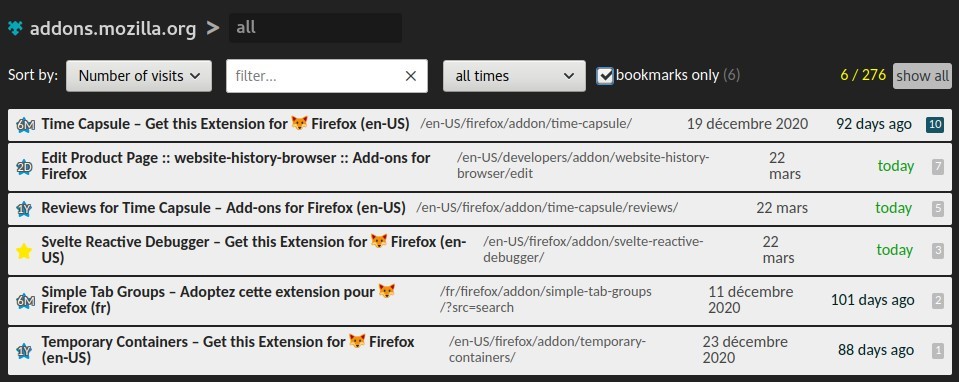 addons.mozilla.org > all
Sort by: Number of visits filter... all times bookmarks only (6) 6 / 276 show all
6M Time Capsule – Get this Extension for 🦊 Firefox (en-US) /en-US/firefox/addon/time-capsule/ 19 décembre 2020 92 days ago 10
2D Edit Product Page :: website-history-browser :: Add-ons for /en-US/developers/addon/website-history- 22 today 7
Firefox browser/edit mars
1Y Reviews for Time Capsule – Add-ons for Firefox (en-US) /en-US/firefox/addon/time-capsule/reviews/ 22 mars today 5
Svelte Reactive Debugger – Get this Extension for 🦊 Firefox (en- /en-US/firefox/addon/svelte-reactive- 22 today 3
US) debugger/ mars
6M Simple Tab Groups – Adoptez cette extension pour 🦊 /fr/firefox/addon/simple-tab-groups 11 décembre 101 days ago 2
Firefox (fr) /?src=search 2020
1Y Temporary Containers – Get this Extension for 🦊 Firefox /en-US/firefox/addon/temporary- 23 décembre 88 days ago 1
(en-US) containers/ 2020